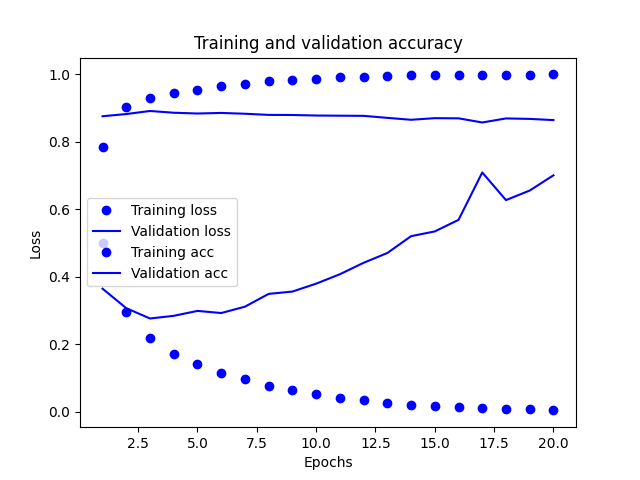 Training and validation accuracy
1.0
0.8
0.6
0.4
0.2
0.0
Loss
Training loss
Validation loss
Training acc
Validation acc
2.5 5.0 7.5 10.0 12.5 15.0 17.5 20.0
Epochs